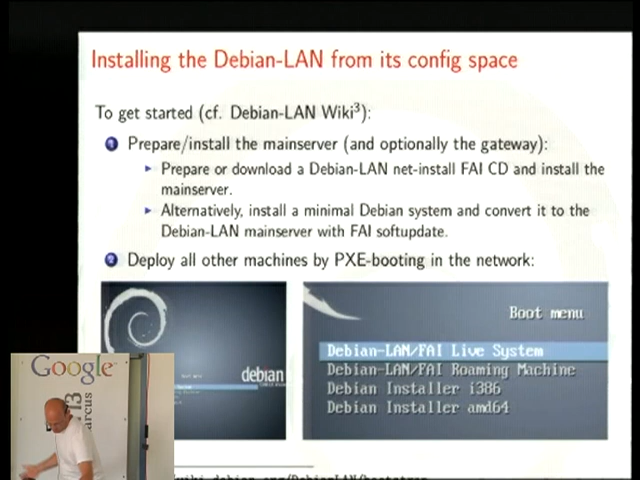 Installing the Debian-LAN from its config space
To get started (cf. Debian-LAN Wiki3):
1 Prepare/install the mainserver (and optionally the gateway):
Prepare or download a Debian-LAN net-install FAI CD and install the
mainserver.
Alternatively, install a minimal Debian system and convert it to the
Debian-LAN mainserver with FAI softupdate.
2 Deploy all other machines by PXE-booting in the network:
debian
Boot menu
Debian-LAN/FAI Live System
Debian-LAN/FAI Roaming Machine
Debian Installer i386
Debian Installer amd64
Google
13
arcus